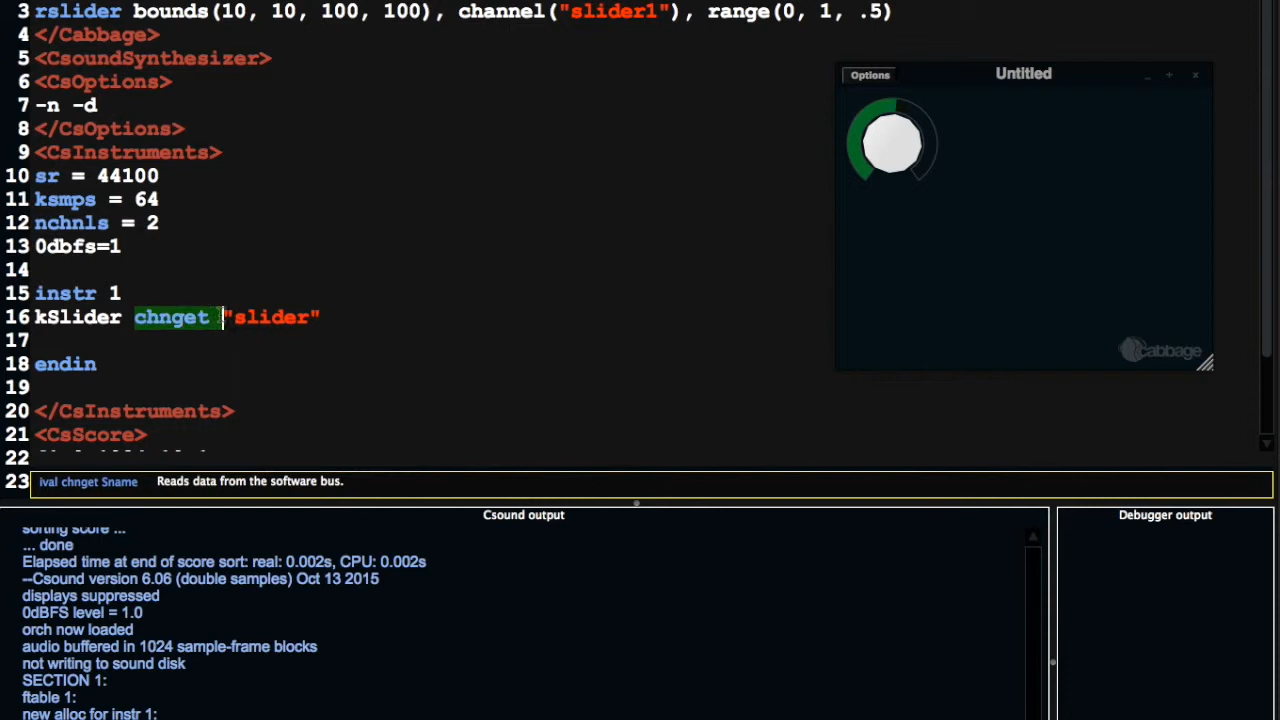 3 rslider bounds(10, 10, 100, 100), channel("slider1"), range(0, 1, .5)
4 </Cabbage>
5 <CsoundSynthesizer>
6 <CsOptions>
7 -n -d
8 </CsOptions>
9 <CsInstruments>
10 sr = 44100
11 ksmps = 64
12 nchnls = 2
13 0dbfs=1
14
15 instr 1
16 kSlider chnget "slider"
17
18 endin
19
20 </CsInstruments>
21 <CsScore>
22
23
Options
Untitled
cabbage
ival chnget Sname Reads data from the software bus.
Csound output
sorting score ...
... done
Elapsed time at end of score sort: real: 0.002s, CPU: 0.002s
--Csound version 6.06 (double samples) Oct 13 2015
displays suppressed
0dBFS level = 1.0
orch now loaded
audio buffered in 1024 sample-frame blocks
not writing to sound disk
SECTION 1:
ftable 1:
new alloc for instr 1:
Debugger output